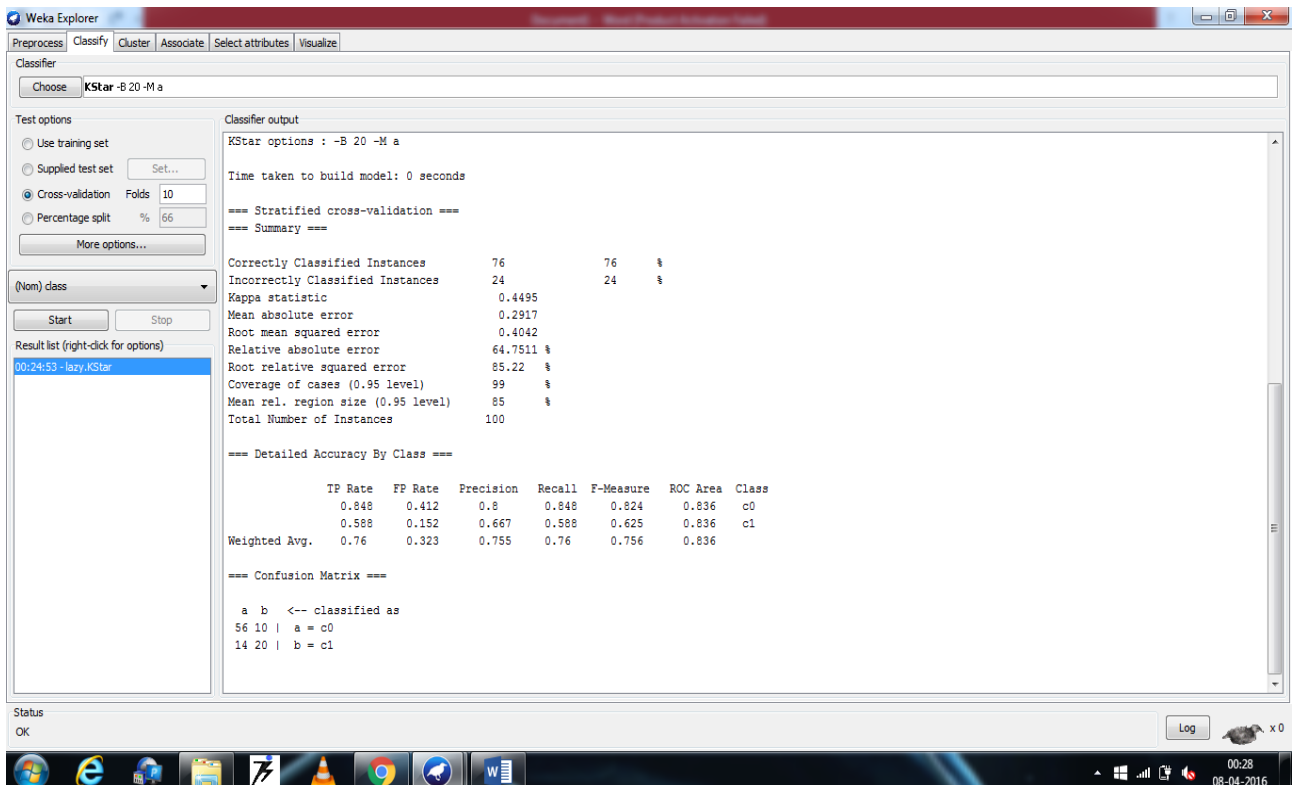 Weka Explorer
Preprocess Classify Cluster Associate Select attributes Visualize
Classifier
Choose KStar -B 20 -M a
Test options
Use training set
Supplied test set Set...
Cross-validation Folds 10
Percentage split % 66
More options...
(Nom) class
Start Stop
Result list (right-click for options)
00:24:53 - lazy.KStar
Classifier output
KStar options : -B 20 -M a
Time taken to build model: 0 seconds
=== Stratified cross-validation ===
=== Summary ===
Correctly Classified Instances 76 76 %
Incorrectly Classified Instances 24 24 %
Kappa statistic 0.4495
Mean absolute error 0.2917
Root mean squared error 0.4042
Relative absolute error 64.7511 %
Root relative squared error 85.22 %
Coverage of cases (0.95 level) 99 %
Mean rel. region size (0.95 level) 85 %
Total Number of Instances 100
=== Detailed Accuracy By Class ===
TP Rate FP Rate Precision Recall F-Measure ROC Area Class
0.848 0.412 0.8 0.848 0.824 0.836 c0
0.588 0.152 0.667 0.588 0.625 0.836 c1
Weighted Avg. 0.76 0.323 0.755 0.76 0.756 0.836
=== Confusion Matrix ===
a b <-- classified as
56 10 | a = c0
14 20 | b = c1
Status
OK
Log
x 0
00:28
08-04-2016